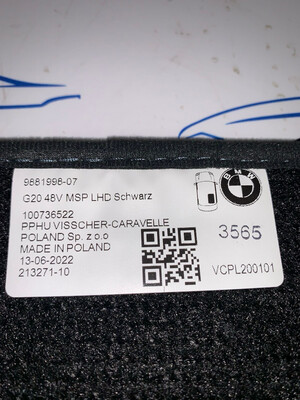 9881998-07
G20 48V MSP LHD Schwarz
100736522
PPHU VISSCHER-CARAVELLE
POLAND Sp. z o.o
MADE IN POLAND
13-06-2022
213271-10
BMW
3565
VCPL200101